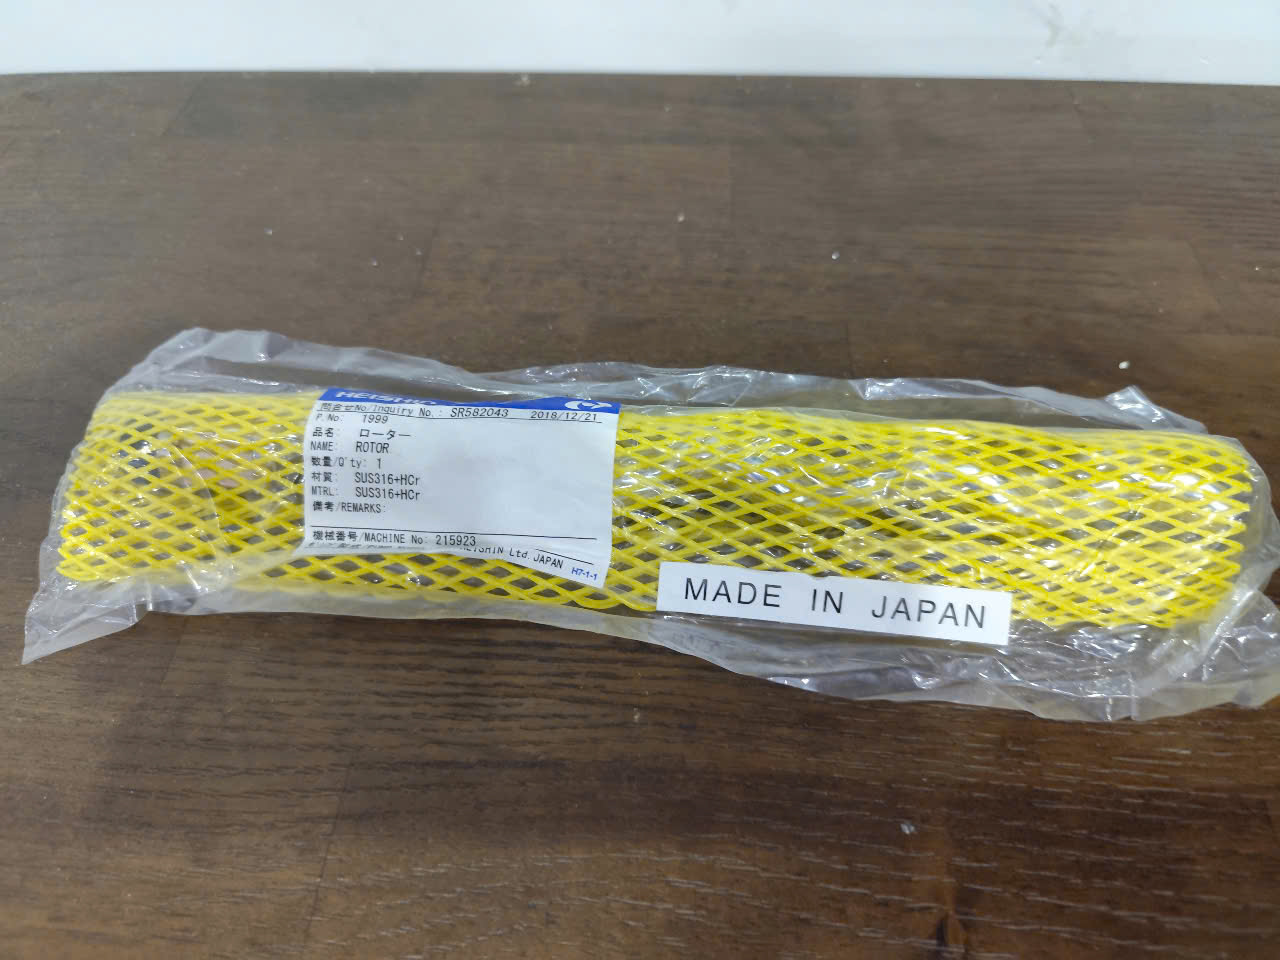 HEISHIN
問合せNo/Inquiry No.: SR582043 2018/12/21
P.No. 1999
品名: ローター
NAME: ROTOR
数量/Q'ty: 1
材質: SUS316+HCr
MTRL: SUS316+HCr
備考/REMARKS:
機械番号/MACHINE No: 215923
HEISHIN Ltd. JAPAN
H7-1-1
MADE IN JAPAN